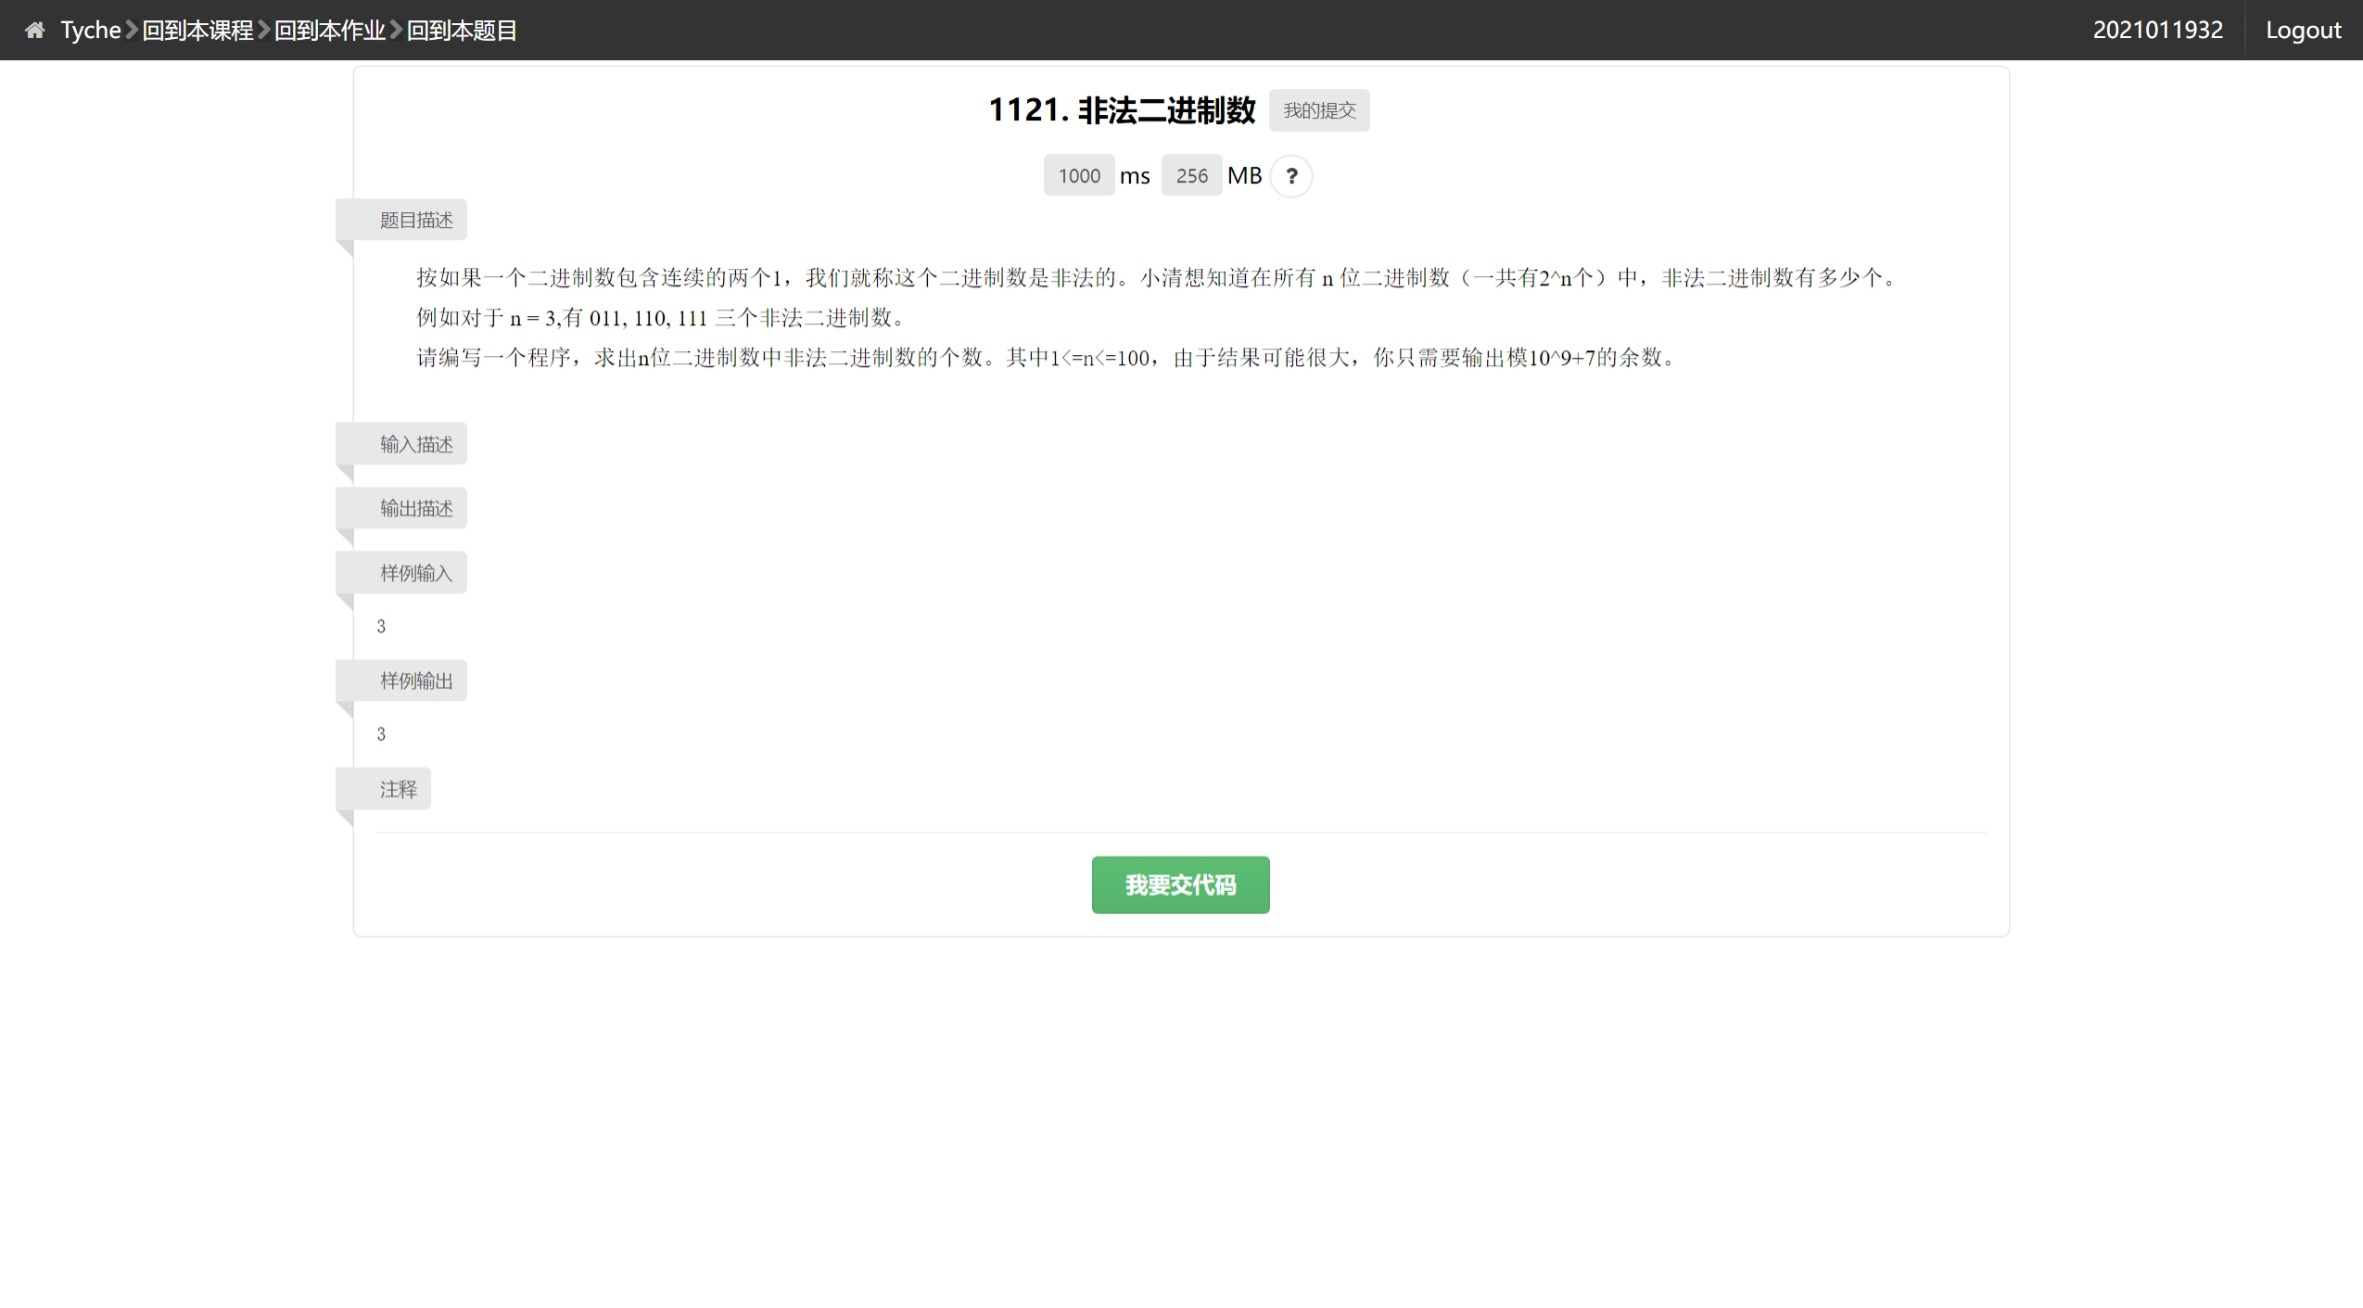 Tyche 回到本课程 回到本作业 回到本题目 2021011932 Logout
1121. 非法二进制数 我的提交
1000 ms 256 MB ?
题目描述
按如果一个二进制数包含连续的两个1，我们就称这个二进制数是非法的。小清想知道在所有 n 位二进制数（一共有2^n个）中，非法二进制数有多少个。
例如对于 n = 3,有 011, 110, 111 三个非法二进制数。
请编写一个程序，求出n位二进制数中非法二进制数的个数。其中1<=n<=100，由于结果可能很大，你只需要输出模10^9+7的余数。
输入描述
输出描述
样例输入
3
样例输出
3
注释
我要交代码